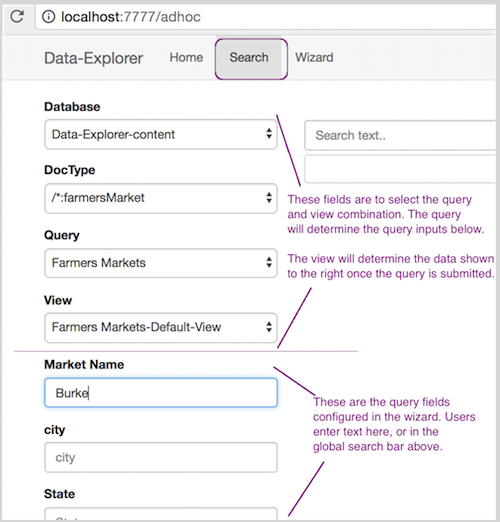 localhost:7777/adhoc
Data-Explorer Home Search Wizard
Database
Data-Explorer-content
Search text..
DocType
/*:farmersMarket
These fields are to select the query
and view combination. The query
will determine the query inputs below.
Query
Farmers Markets
The view will determine the data shown
to the right once the query is submitted.
View
Farmers Markets-Default-View
Market Name
Burke
These are the query fields
configured in the wizard. Users
enter text here, or in the
global search bar above.
city
city
State